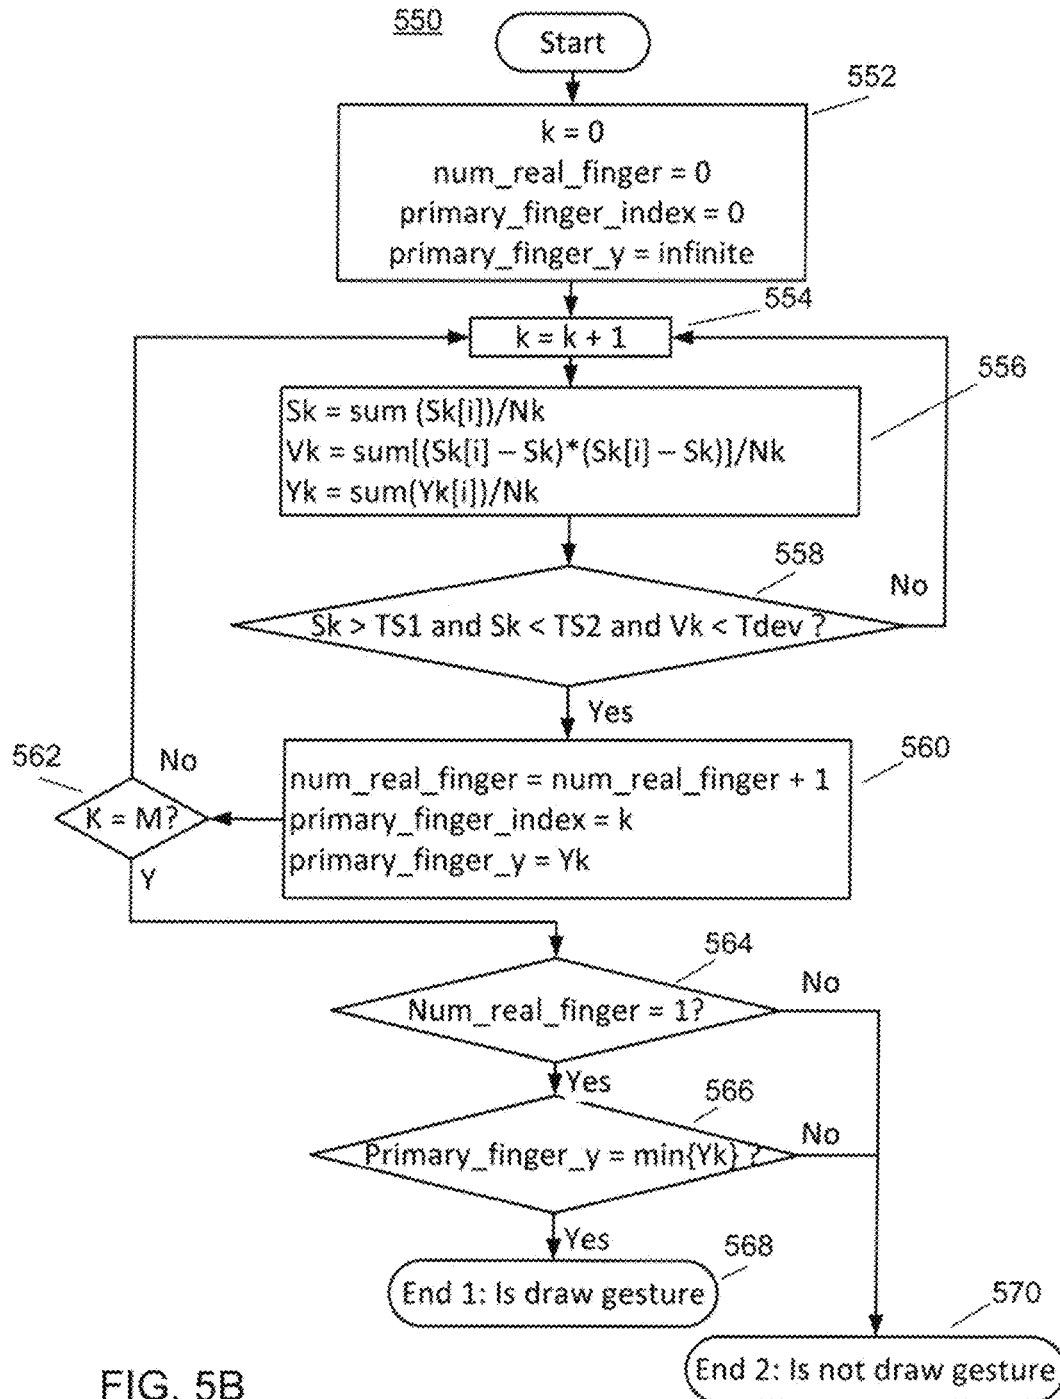 550
Start
552
k = 0
num_real_finger = 0
primary_finger_index = 0
primary_finger_y = infinite
554
k = k + 1
556
Sk = sum (Sk[i])/Nk
Vk = sum[(Sk[i] – Sk)*(Sk[i] – Sk)]/Nk
Yk = sum(Yk[i])/Nk
558
No
Sk > TS1 and Sk < TS2 and Vk < Tdev ?
Yes
560
num_real_finger = num_real_finger + 1
primary_finger_index = k
primary_finger_y = Yk
562
No
K = M?
Y
564
No
Num_real_finger = 1?
Yes
566
No
Primary_finger_y = min{Yk} ?
Yes
568
End 1: Is draw gesture
570
End 2: Is not draw gesture
FIG. 5B